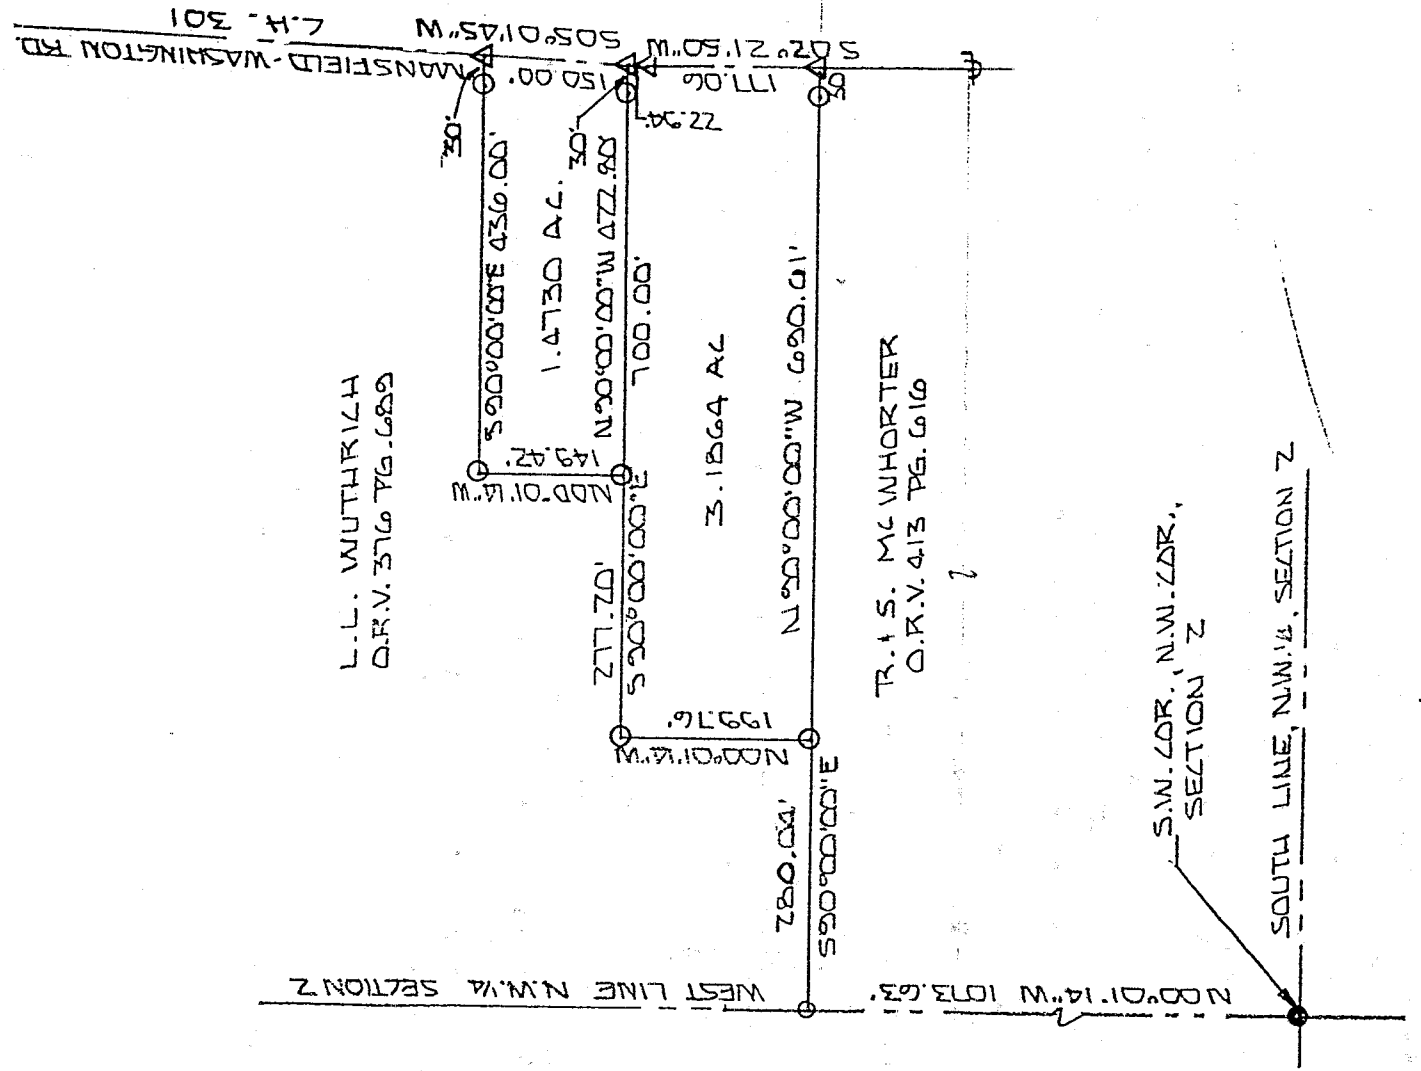 MANSFIELD-WASHINGTON RD.
C.H. - 301
S05°01'45"W
150.00'
S02°21'50"W
177.06
22.94'
30'
30'
30'
S90°00'00"E 436.00'
1.4730 AC.
N90°00'00"W 422.80
700.00'
149.42'
N00°01'14"W
277.20'
S90°00'00"E
3.1864 AC
N90°00'00"W 690.01'
199.76'
N00°01'14"W
280.04'
S90°00'00"E
L.L. WUTHRICH
O.R.V. 376 PG. 689
R. & S. McWHORTER
O.R.V. 413 PG. 616
WEST LINE N.W. 1/4 SECTION 2
N00°01'14"W 1073.63'
S.W. COR., N.W. COR.,
SECTION 2
SOUTH LINE, N.W. 1/4, SECTION 2